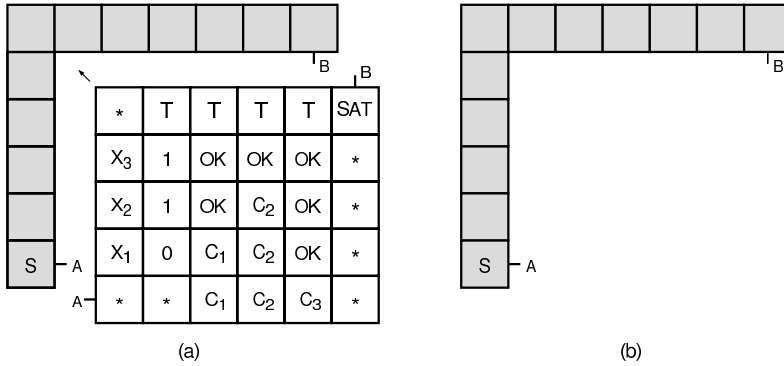 B
B
B
* T T T T SAT
X3 1 OK OK OK *
X2 1 OK C2 OK *
S A X1 0 C1 C2 OK *
S A
A * * C1 C2 C3 *
(a)
(b)